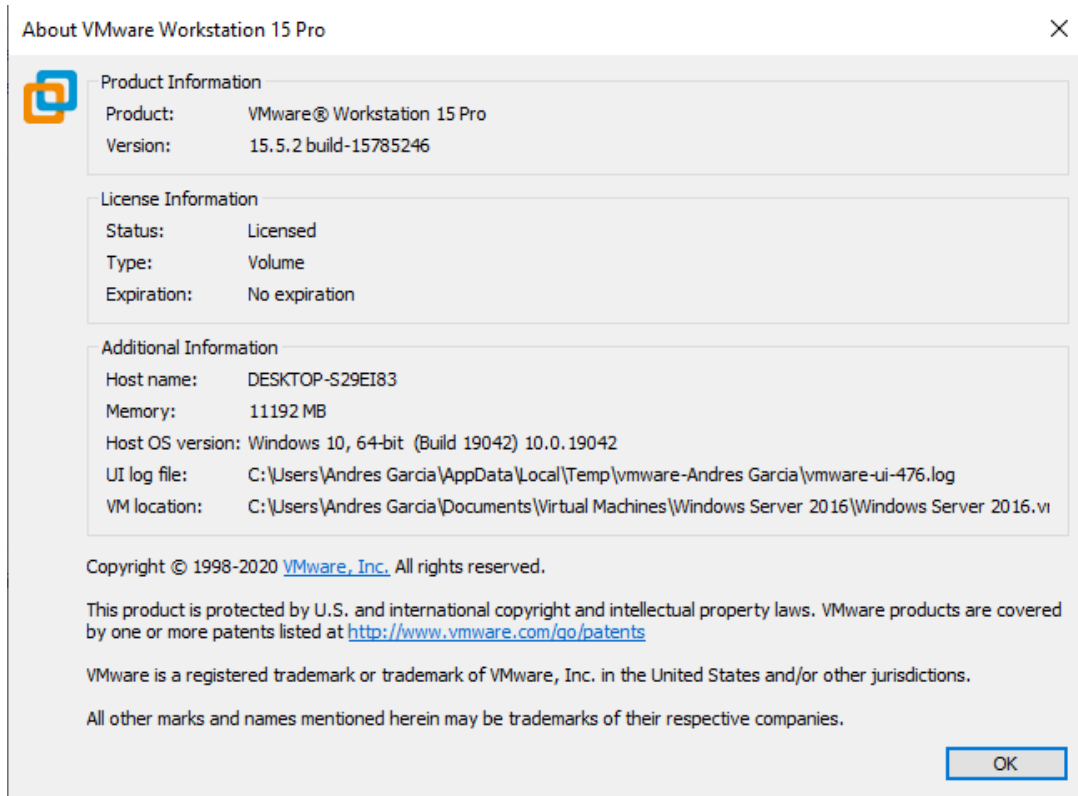 About VMware Workstation 15 Pro
Product Information
Product: VMware® Workstation 15 Pro
Version: 15.5.2 build-15785246
License Information
Status: Licensed
Type: Volume
Expiration: No expiration
Additional Information
Host name: DESKTOP-S29EI83
Memory: 11192 MB
Host OS version: Windows 10, 64-bit (Build 19042) 10.0.19042
UI log file: C:\Users\Andres Garcia\AppData\Local\Temp\vmware-Andres Garcia\vmware-ui-476.log
VM location: C:\Users\Andres Garcia\Documents\Virtual Machines\Windows Server 2016\Windows Server 2016.vı
Copyright © 1998-2020 VMware, Inc. All rights reserved.
This product is protected by U.S. and international copyright and intellectual property laws. VMware products are covered
by one or more patents listed at http://www.vmware.com/go/patents
VMware is a registered trademark or trademark of VMware, Inc. in the United States and/or other jurisdictions.
All other marks and names mentioned herein may be trademarks of their respective companies.
OK